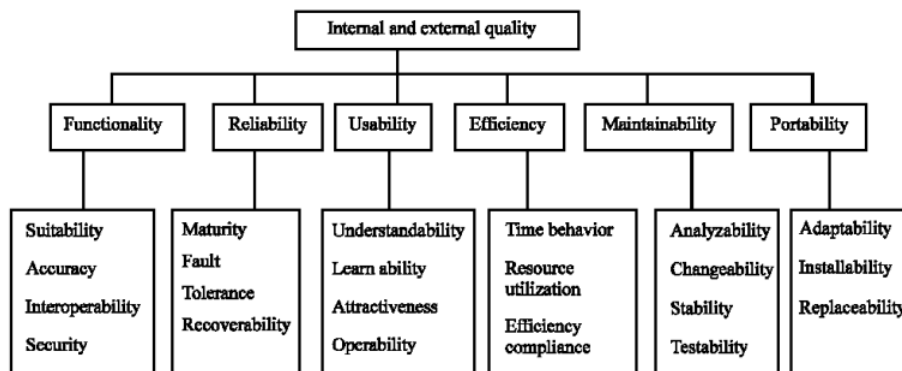 Internal and external quality
Functionality
Reliability
Usability
Efficiency
Maintainability
Portability
Suitability
Accuracy
Interoperability
Security
Maturity
Fault
Tolerance
Recoverability
Understandability
Learn ability
Attractiveness
Operability
Time behavior
Resource
utilization
Efficiency
compliance
Analyzability
Changeability
Stability
Testability
Adaptability
Installability
Replaceability